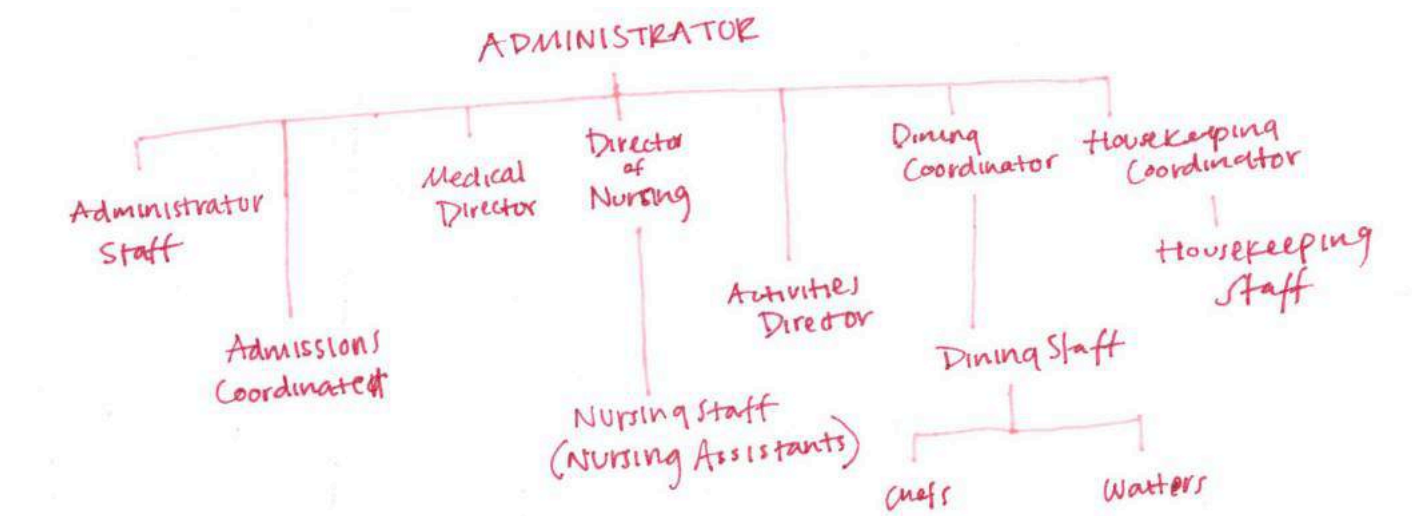 ADMINISTRATOR
Administrator
Staff
Admissions
Coordinator
Medical
Director
Director
of
Nursing
Nursing Staff
(Nursing Assistants)
Activities
Director
Dining
Coordinator
Dining Staff
Chefs
Waiters
Housekeeping
Coordinator
Housekeeping
Staff